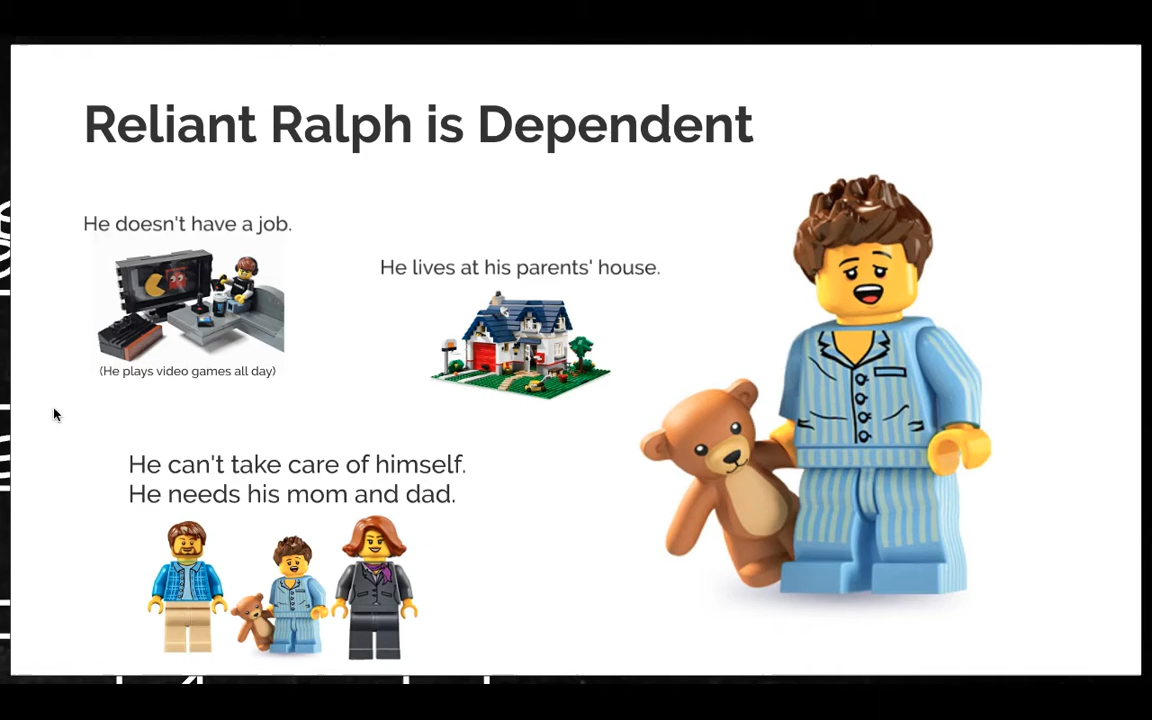 Reliant Ralph is Dependent
He doesn't have a job.
(He plays video games all day)
He lives at his parents' house.
He can't take care of himself.
He needs his mom and dad.